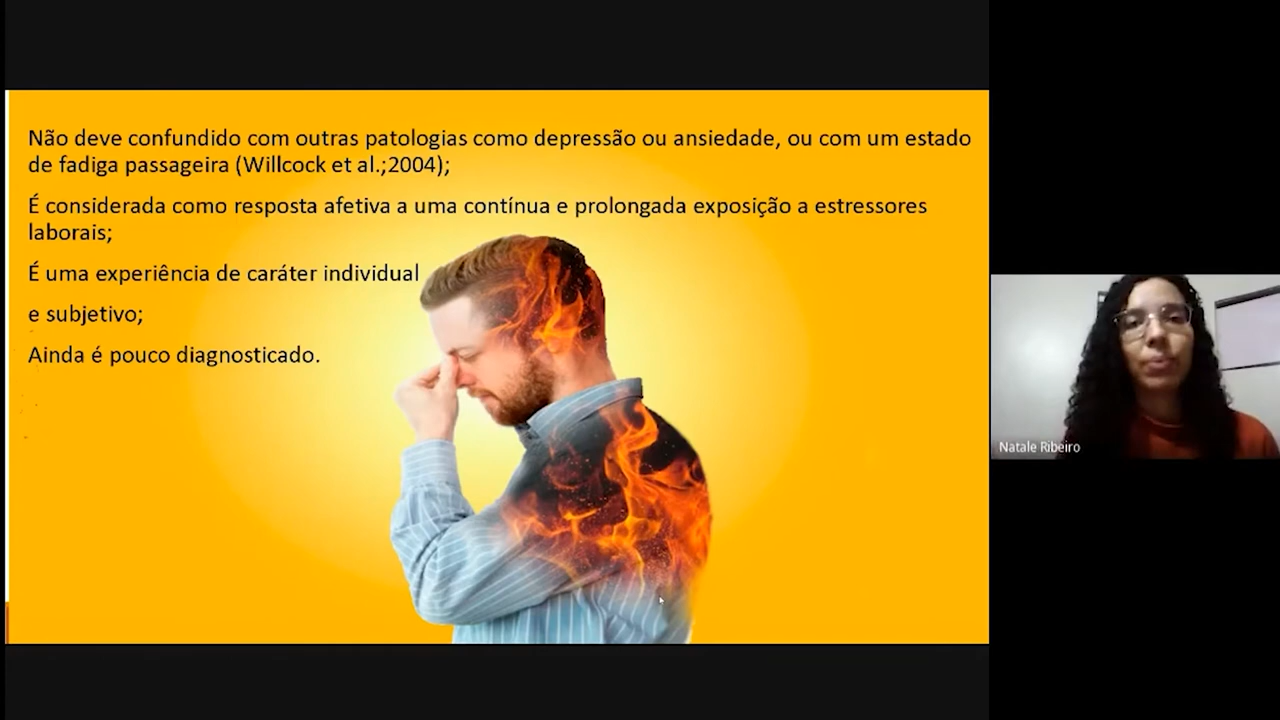 Não deve confundido com outras patologias como depressão ou ansiedade, ou com um estado
de fadiga passageira (Willcock et al.;2004);
É considerada como resposta afetiva a uma contínua e prolongada exposição a estressores
laborais;
É uma experiência de caráter individual
e subjetivo;
Ainda é pouco diagnosticado.
Natale Ribeiro